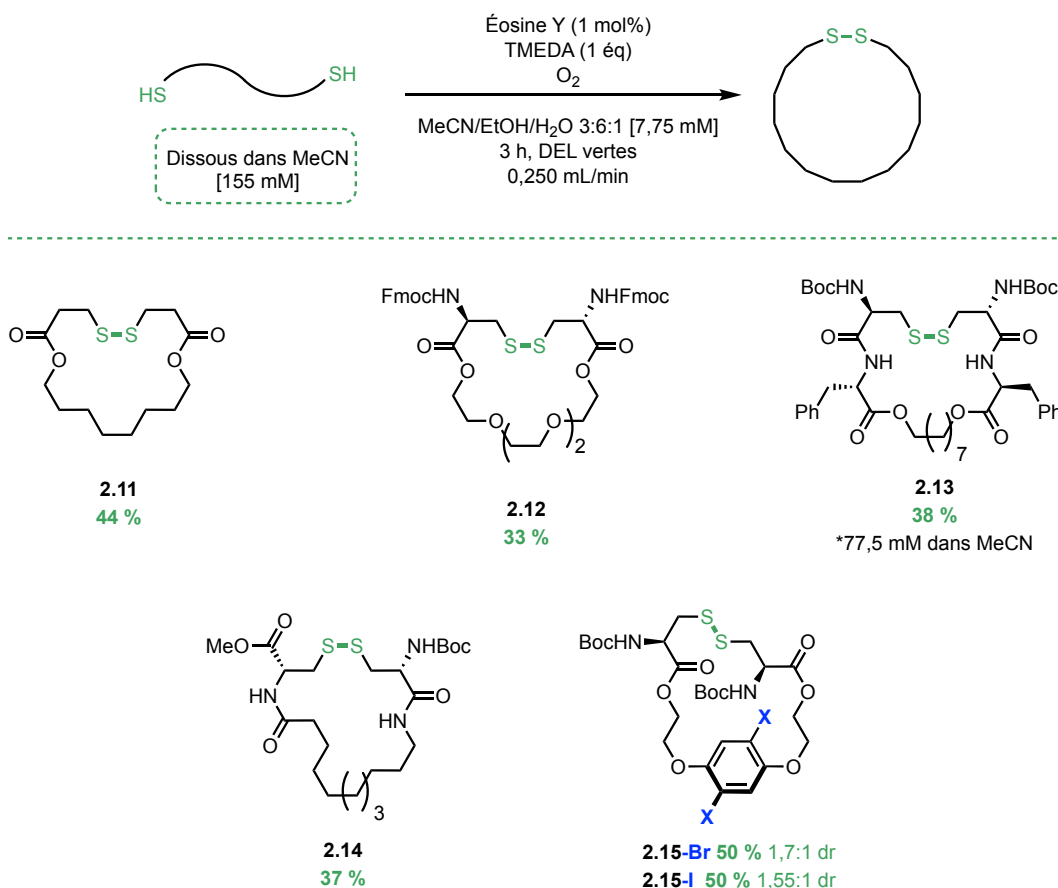 Éosine Y (1 mol%)
TMEDA (1 éq)
O2
HS
SH
S S
MeCN/EtOH/H2O 3:6:1 [7,75 mM]
3 h, DEL vertes
0,250 mL/min
Dissous dans MeCN
[155 mM]
S S
O
O
O
O
2.11
44 %
FmocHN
NHFmoc
S S
O
O
O
O
O
O
O
2
2.12
33 %
BocHN
NHBoc
S S
O
O
N
H
H
N
Ph
Ph
O
O
O
O
7
2.13
38 %
*77,5 mM dans MeCN
O
MeO
S S
NHBoc
HN
O
O
NH
3
2.14
37 %
S
S
BocHN
O
O
O
BocHN
O
X
O
O
X
2.15-Br 50 % 1,7:1 dr
2.15-I 50 % 1,55:1 dr